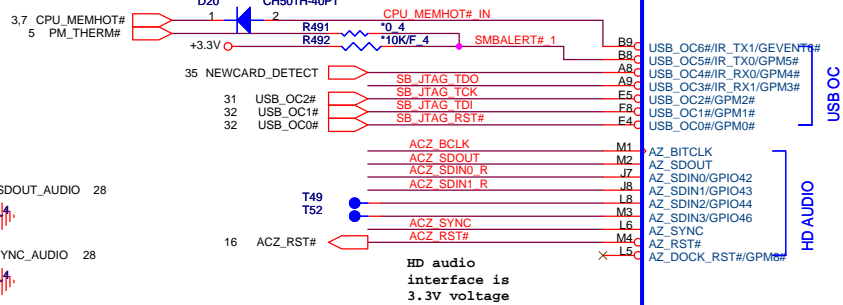 D20 CH501H-40PT
3,7 CPU_MEMHOT# 1 2 CPU_MEMHOT#_IN
5 PM_THERM# R491 *0_4
+3.3V R492 *10K/F_4 SMBALERT#_1
B9 USB_OC6#/IR_TX1/GEVENT6#
B8 USB_OC5#/IR_TX0/GPM5#
35 NEWCARD_DETECT A8 USB_OC4#/IR_RX0/GPM4#
SB_JTAG_TDO A9 USB_OC3#/IR_RX1/GPM3#
31 USB_OC2# SB_JTAG_TCK E5 USB_OC2#/GPM2#
32 USB_OC1# SB_JTAG_TDI F8 USB_OC1#/GPM1#
32 USB_OC0# SB_JTAG_RST# E4 USB_OC0#/GPM0#
USB OC
ACZ_BCLK M1 AZ_BITCLK
ACZ_SDOUT M2 AZ_SDOUT
ACZ_SDIN0_R J7 AZ_SDIN0/GPIO42
ACZ_SDIN1_R J8 AZ_SDIN1/GPIO43
T49 L8 AZ_SDIN2/GPIO44
T52 M3 AZ_SDIN3/GPIO46
ACZ_SYNC L6 AZ_SYNC
16 ACZ_RST# ACZ_RST# M4 AZ_RST#
L5 AZ_DOCK_RST#/GPM8#
HD AUDIO
SDOUT_AUDIO 28
4
YNC_AUDIO 28
4
HD audio
interface is
3.3V voltage